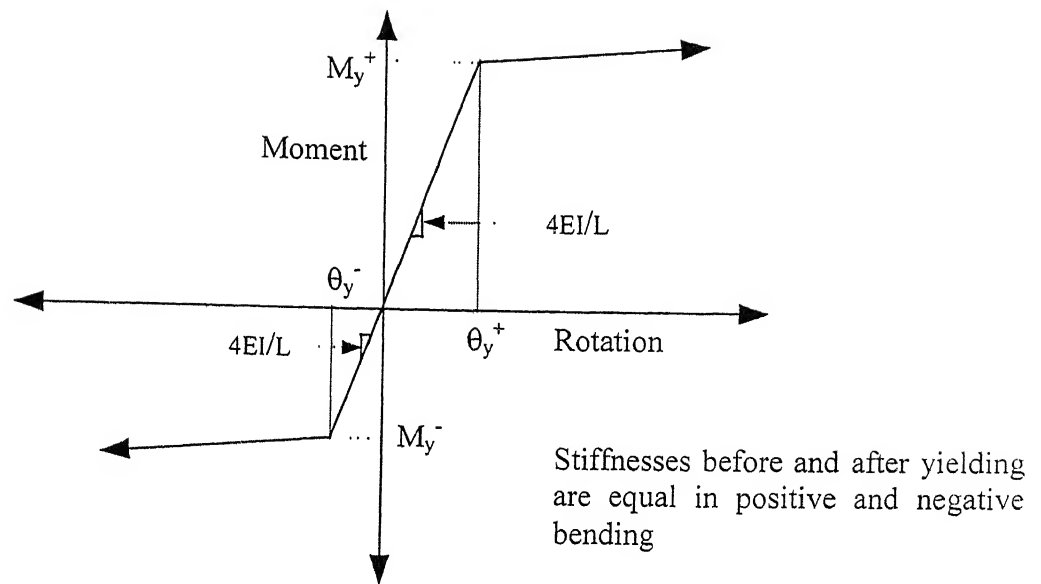 M_y^+
Moment
4EI/L
θ_y^-
4EI/L
θ_y^+ Rotation
M_y^-
Stiffnesses before and after yielding
are equal in positive and negative
bending